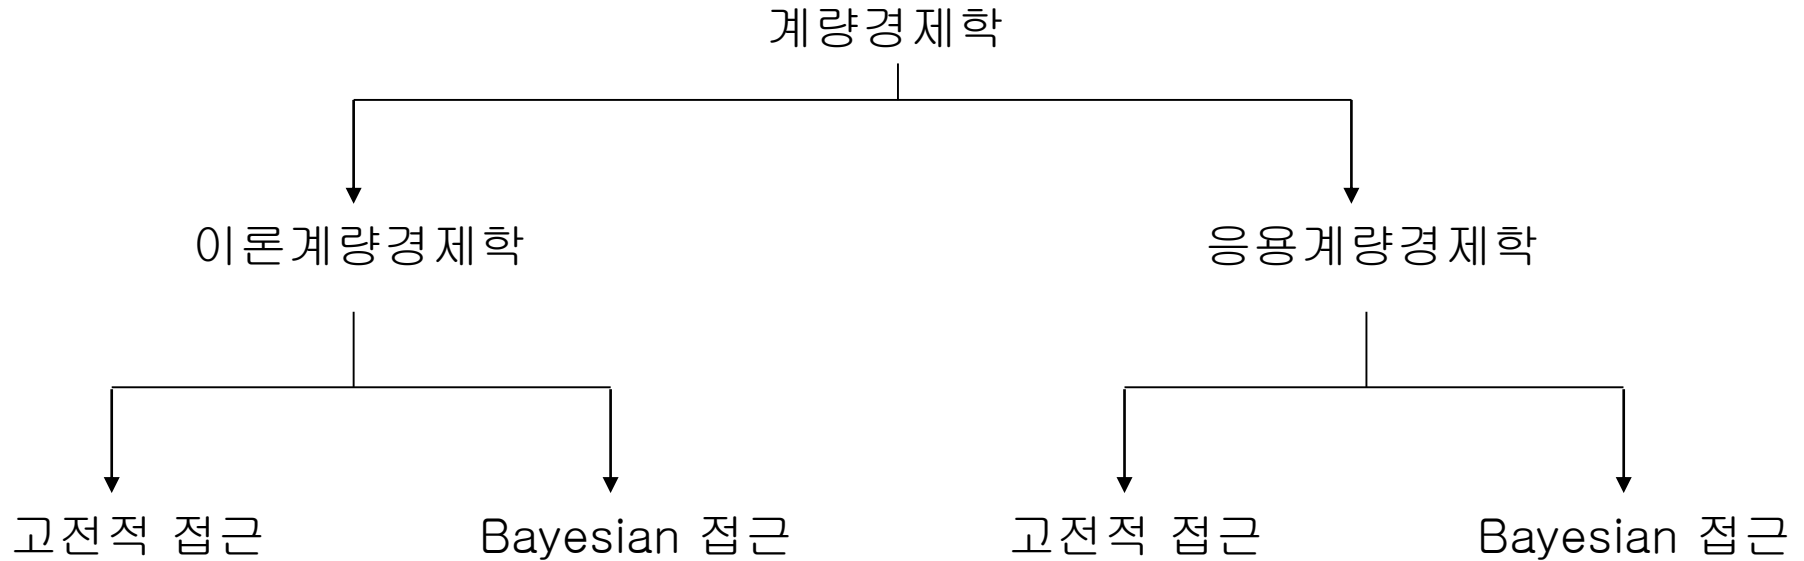 계량경제학
이론계량경제학 응용계량경제학
고전적 접근 Bayesian 접근 고전적 접근 Bayesian 접근